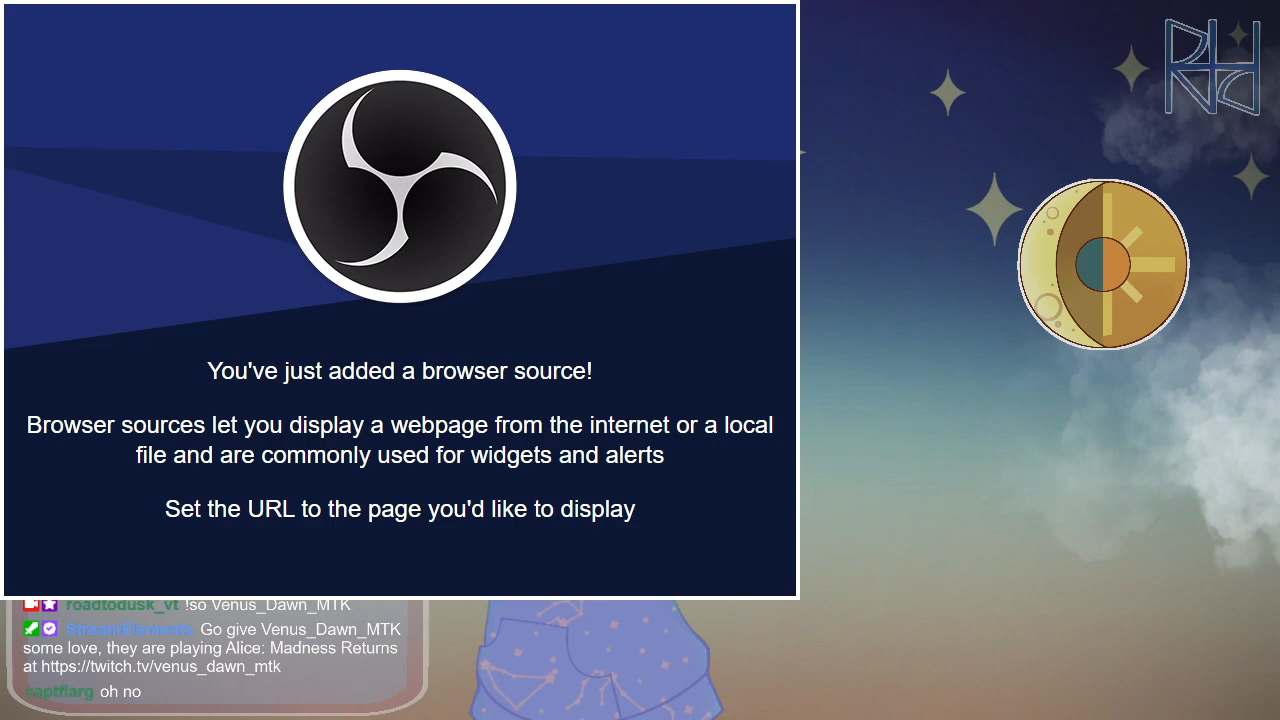 You've just added a browser source!
Browser sources let you display a webpage from the internet or a local
file and are commonly used for widgets and alerts
Set the URL to the page you'd like to display
roadtodusk_vt !so Venus_Dawn_MTK
StreamElements Go give Venus_Dawn_MTK
some love, they are playing Alice: Madness Returns
at https://twitch.tv/venus_dawn_mtk
captflarg oh no